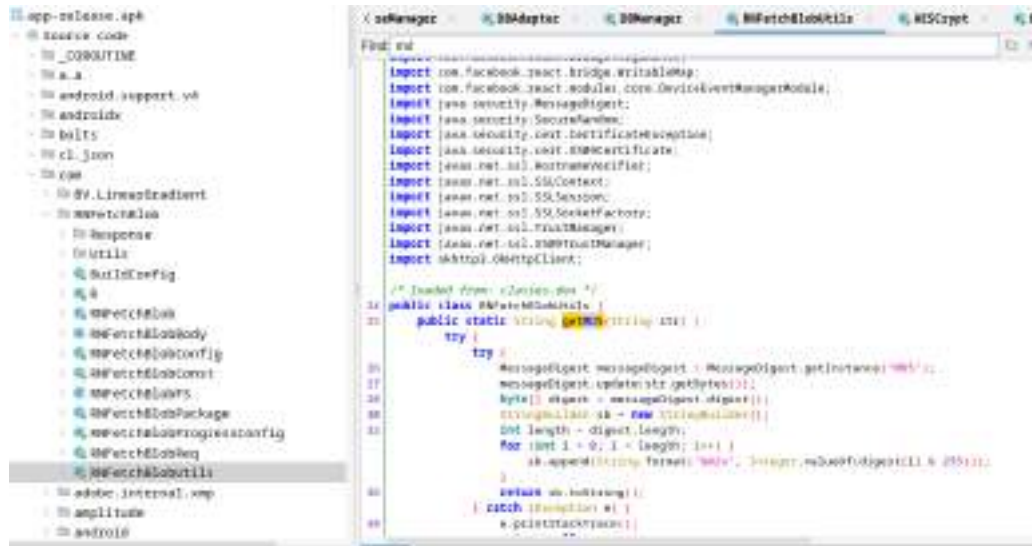 app-release.apk
Source code
_COROUTINE
a.a
android.support.v4
androidx
bolts
cl.json
com
BV.LinearGradient
RNFetchBlob
Response
Utils
BuildConfig
R
RNFetchBlob
RNFetchBlobBody
RNFetchBlobConfig
RNFetchBlobConst
RNFetchBlobFS
RNFetchBlobPackage
RNFetchBlobProgressConfig
RNFetchBlobReq
RNFetchBlobUtils
adobe.internal.xmp
amplitude
android
seManager DBAdapter DBManager RNFetchBlobUtils AESCrypt
Find: md
import com.facebook.react.bridge.WritableMap;
import com.facebook.react.modules.core.DeviceEventManagerModule;
import java.security.MessageDigest;
import java.security.SecureRandom;
import java.security.cert.CertificateException;
import java.security.cert.X509Certificate;
import javax.net.ssl.HostnameVerifier;
import javax.net.ssl.SSLContext;
import javax.net.ssl.SSLSession;
import javax.net.ssl.SSLSocketFactory;
import javax.net.ssl.TrustManager;
import javax.net.ssl.X509TrustManager;
import okhttp3.OkHttpClient;
/* loaded from: classes.dex */
public class RNFetchBlobUtils {
public static String getMD5(String str) {
try {
try {
MessageDigest messageDigest = MessageDigest.getInstance("MD5");
messageDigest.update(str.getBytes());
byte[] digest = messageDigest.digest();
StringBuilder sb = new StringBuilder();
int length = digest.length;
for (int i = 0; i < length; i++) {
sb.append(String.format("%02x", Integer.valueOf(digest[i] & 255)));
}
return sb.toString();
} catch (Exception e) {
e.printStackTrace();